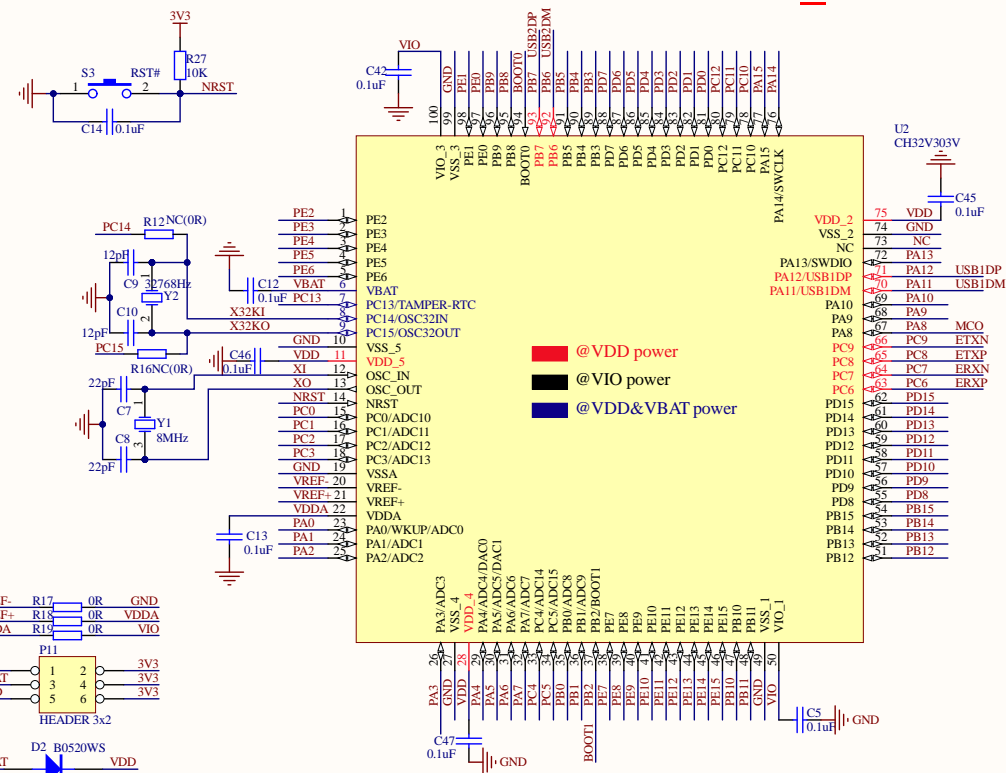 3V3
R27
10K
S3
RST#
1
2
NRST
C14
0.1uF
VIO
C42
0.1uF
USB2DP
USB2DM
GND
PE1
PE0
PB9
PB8
BOOT0
PB7
PB6
PB5
PB4
PB3
PD7
PD6
PD5
PD4
PD3
PD2
PD1
PD0
PC12
PC11
PC10
PA15
PA14
100
99
98
97
96
95
94
93
92
91
90
89
88
87
86
85
84
83
82
81
80
79
78
77
76
VIO_3
VSS_3
PE1
PE0
PB9
PB8
BOOT0
PB7
PB6
PB5
PB4
PB3
PD7
PD6
PD5
PD4
PD3
PD2
PD1
PD0
PC12
PC11
PC10
PA15
PA14/SWCLK
U2
CH32V303V
C45
0.1uF
PE2 1 PE2
PE3 2 PE3
PE4 3 PE4
PE5 4 PE5
PE6 5 PE6
VBAT 6 VBAT
PC13 7 PC13/TAMPER-RTC
X32KI 8 PC14/OSC32IN
X32KO 9 PC15/OSC32OUT
GND 10 VSS_5
VDD 11 VDD_5
XI 12 OSC_IN
XO 13 OSC_OUT
NRST 14 NRST
PC0 15 PC0/ADC10
PC1 16 PC1/ADC11
PC2 17 PC2/ADC12
PC3 18 PC3/ADC13
GND 19 VSSA
VREF- 20 VREF-
VREF+ 21 VREF+
VDDA 22 VDDA
PA0 23 PA0/WKUP/ADC0
PA1 24 PA1/ADC1
PA2 25 PA2/ADC2
PC14
R12 NC(0R)
12pF
C9
1
32768Hz
Y2
2
C10
12pF
PC15
R16 NC(0R)
C12
0.1uF
C46
0.1uF
22pF
C7
1
Y1
8MHz
3
C8
22pF
C13
0.1uF
@VDD power
@VIO power
@VDD&VBAT power
VDD_2 75 VDD
VSS_2 74 GND
NC 73 NC
PA13/SWDIO 72 PA13
PA12/USB1DP 71 PA12 USB1DP
PA11/USB1DM 70 PA11 USB1DM
PA10 69 PA10
PA9 68 PA9
PA8 67 PA8 MCO
PC9 66 PC9 ETXN
PC8 65 PC8 ETXP
PC7 64 PC7 ERXN
PC6 63 PC6 ERXP
PD15 62 PD15
PD14 61 PD14
PD13 60 PD13
PD12 59 PD12
PD11 58 PD11
PD10 57 PD10
PD9 56 PD9
PD8 55 PD8
PB15 54 PB15
PB14 53 PB14
PB13 52 PB13
PB12 51 PB12
PA3/ADC3
VSS_4
VDD_4
PA4/ADC4/DAC0
PA5/ADC5/DAC1
PA6/ADC6
PA7/ADC7
PC4/ADC14
PC5/ADC15
PB0/ADC8
PB1/ADC9
PB2/BOOT1
PE7
PE8
PE9
PE10
PE11
PE12
PE13
PE14
PE15
PB10
PB11
VSS_1
VIO_1
26
27
28
29
30
31
32
33
34
35
36
37
38
39
40
41
42
43
44
45
46
47
48
49
50
PA3
GND
VDD
PA4
PA5
PA6
PA7
PC4
PC5
PB0
PB1
PB2
PE7
PE8
PE9
PE10
PE11
PE12
PE13
PE14
PE15
PB10
PB11
GND
VIO
BOOT1
C47
0.1uF
GND
C5
0.1uF
GND
F- R17 0R GND
F+ R18 0R VDDA
DA R19 0R VIO
P11
1 2 3V3
AT 3 4 3V3
5 6 3V3
HEADER 3x2
D2 B0520WS
AT VDD